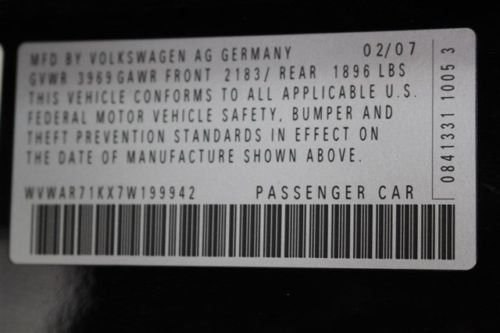 MFD BY VOLKSWAGEN AG GERMANY 02/07
GVWR 3969 GAWR FRONT 2183/ REAR 1896 LBS
THIS VEHICLE CONFORMS TO ALL APPLICABLE U.S.
FEDERAL MOTOR VEHICLE SAFETY, BUMPER AND
THEFT PREVENTION STANDARDS IN EFFECT ON
THE DATE OF MANUFACTURE SHOWN ABOVE.
WVWAR71KX7W199942 PASSENGER CAR
0841331 1005 3